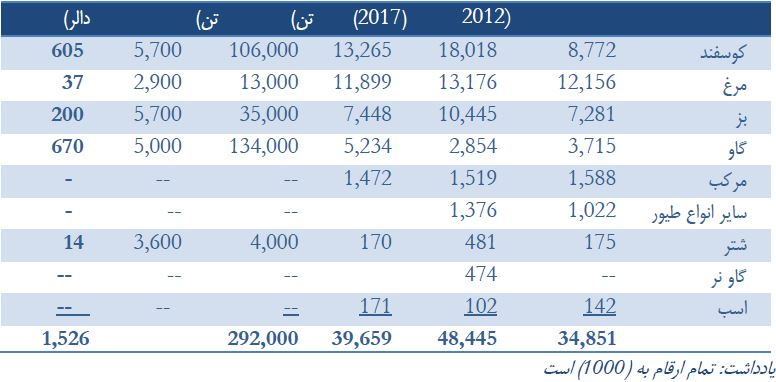 2012) (2017) تن) تن) دالر)
کوسفند 8,772 18,018 13,265 106,000 5,700 605
مرغ 12,156 13,176 11,899 13,000 2,900 37
بز 7,281 10,445 7,448 35,000 5,700 200
گاو 3,715 2,854 5,234 134,000 5,000 670
مرکب 1,588 1,519 1,472 -- -- -
سایر انواع طیور 1,022 1,376 -- -- -
شتر 175 481 170 4,000 3,600 14
گاو نر -- 474 -- -- --
اسب 142 102 171 -- -- --
34,851 48,445 39,659 292,000 1,526
یادداشت: تمام ارقام به (1000) است